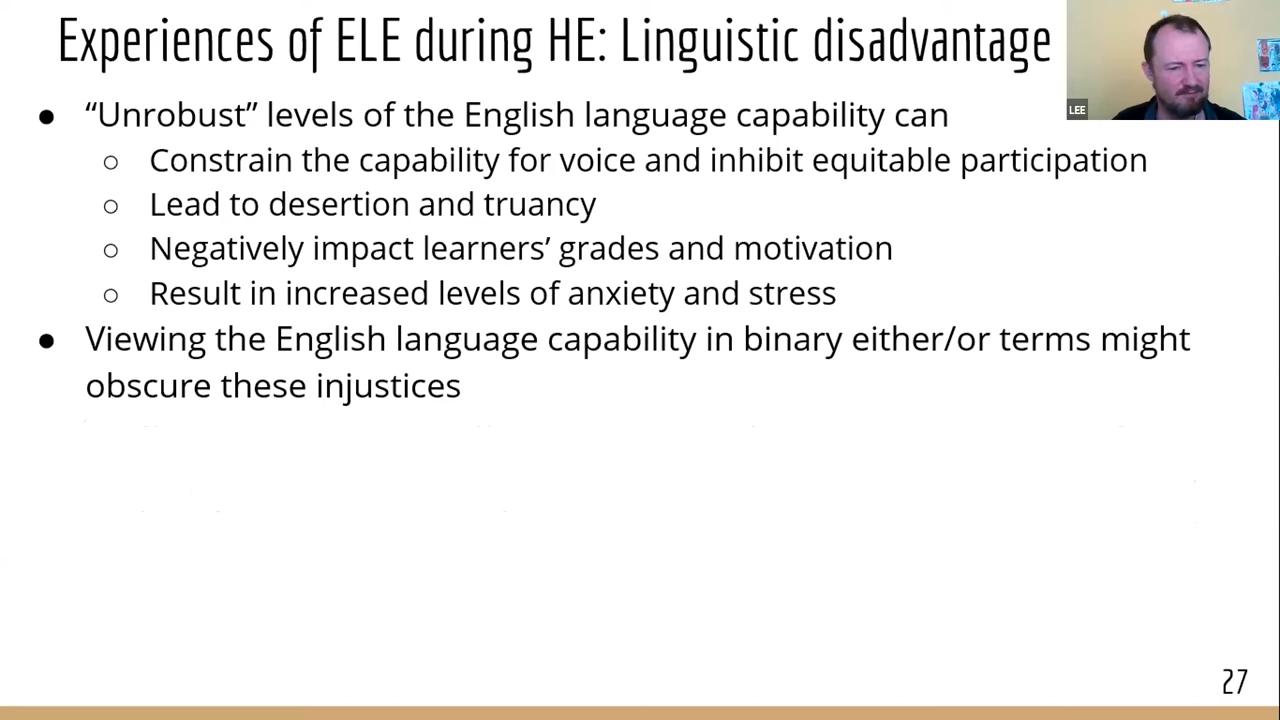 Experiences of ELE during HE: Linguistic disadvantage
LEE
● “Unrobust” levels of the English language capability can
○ Constrain the capability for voice and inhibit equitable participation
○ Lead to desertion and truancy
○ Negatively impact learners’ grades and motivation
○ Result in increased levels of anxiety and stress
● Viewing the English language capability in binary either/or terms might
obscure these injustices
27